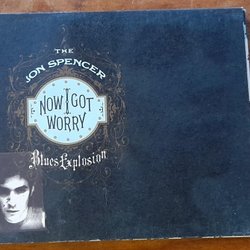 THE
JON SPENCER
NOW I GOT
WORRY
Blues Explosion